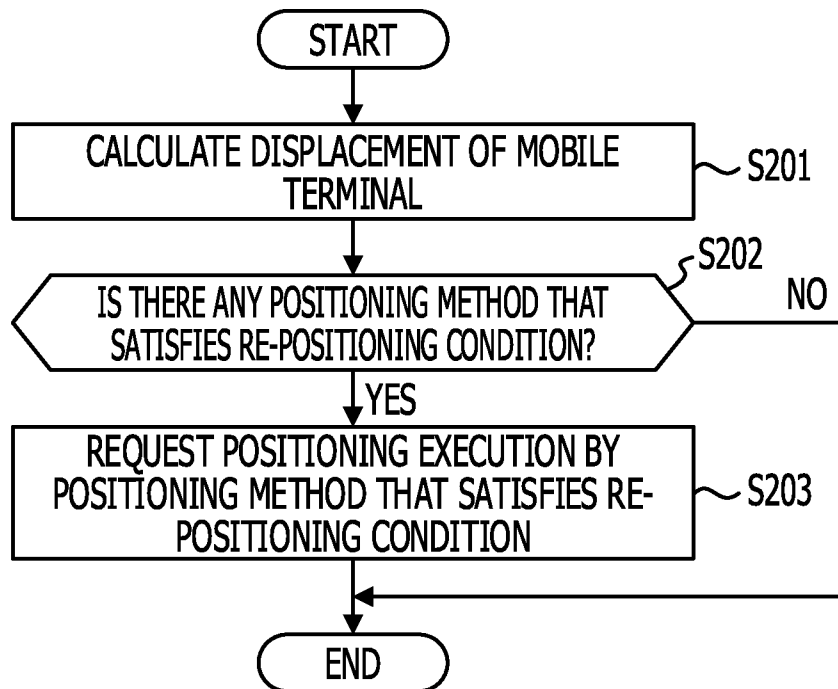 START
CALCULATE DISPLACEMENT OF MOBILE
TERMINAL
S201
S202
IS THERE ANY POSITIONING METHOD THAT
SATISFIES RE-POSITIONING CONDITION?
NO
YES
REQUEST POSITIONING EXECUTION BY
POSITIONING METHOD THAT SATISFIES RE-
POSITIONING CONDITION
S203
END